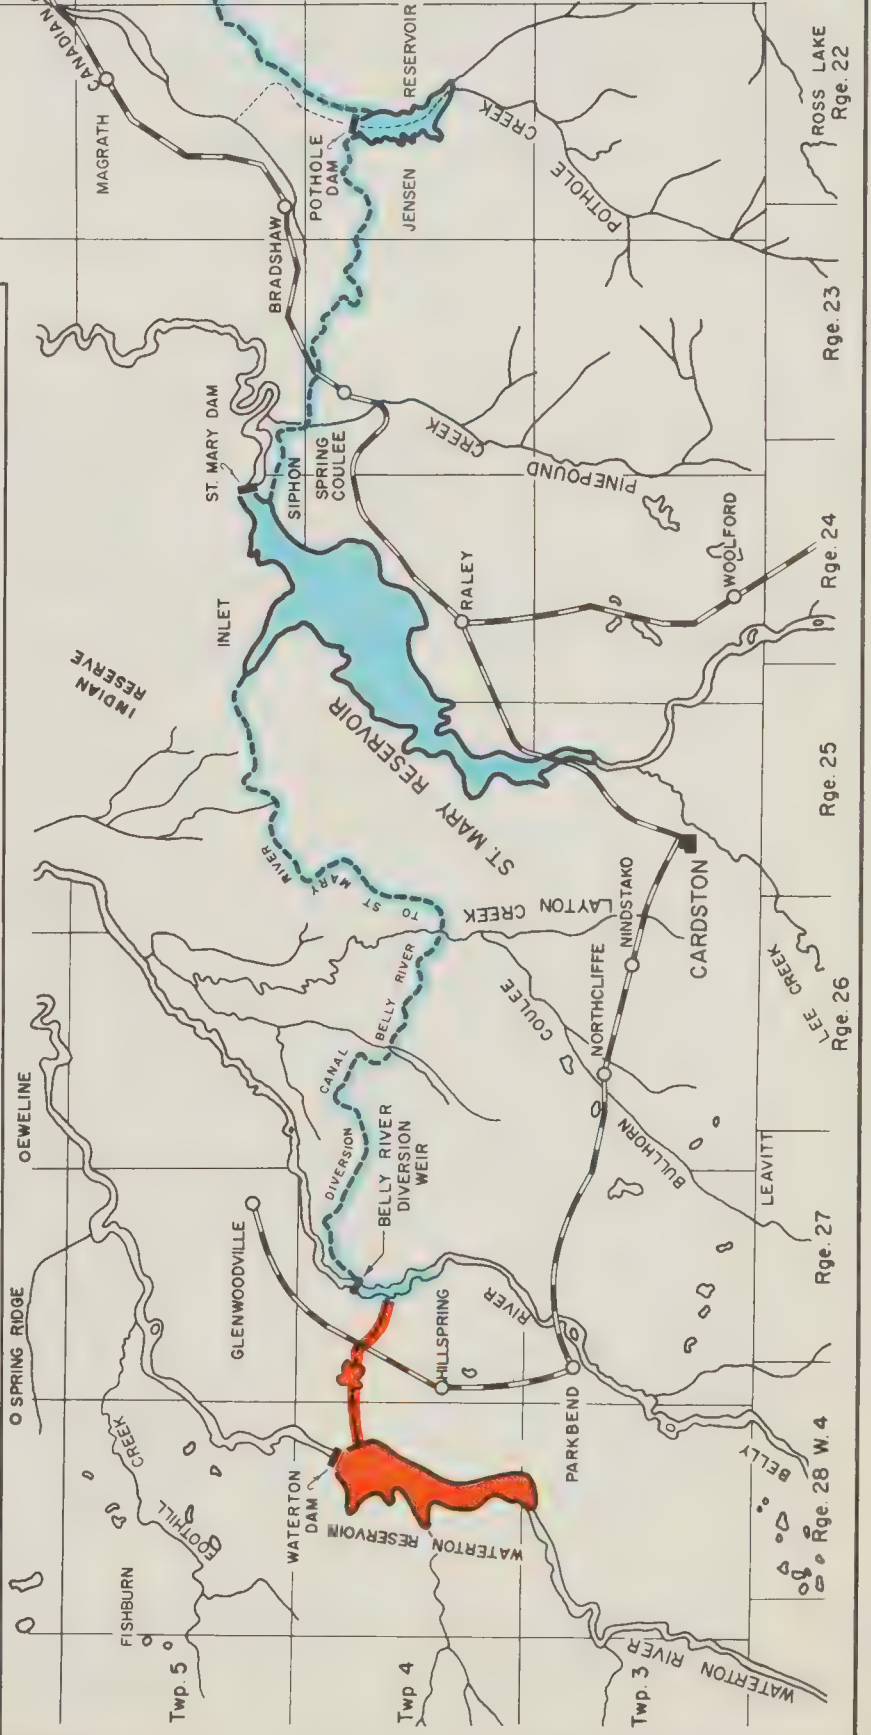 CANADIAN
MAGRATH
BRADSHAW
POTHOLE
DAM
JENSEN
RESERVOIR
POTHOLE
CREEK
ROSS LAKE
Rge. 22
Rge. 23
ST. MARY DAM
SIPHON
SPRING
COULEE
PINEPOUND
CREEK
WOOLFORD
RALEY
Rge. 24
INLET
INDIAN
RESERVE
ST. MARY RESERVOIR
Rge. 25
CARDSTON
NINDSTAKO
NORTHCLIFFE
LAYTON CREEK
LEE CREEK
Rge. 26
BULLHORN
COULEE
LEAVITT
DIVERSION
CANAL
BELLY RIVER
TO ST
MARY
RIVER
BELLY RIVER
DIVERSION
WEIR
EWELINE
SPRING RIDGE
GLENWOODVILLE
HILLSPRING
PARKBEND
BELLY
RIVER
Rge. 27
Rge. 28 W. 4
WATERTON
DAM
WATERTON RESERVOIR
FOOTHILL
CREEK
FISHBURN
Twp. 5
Twp 4
Twp. 3
WATERTON RIVER